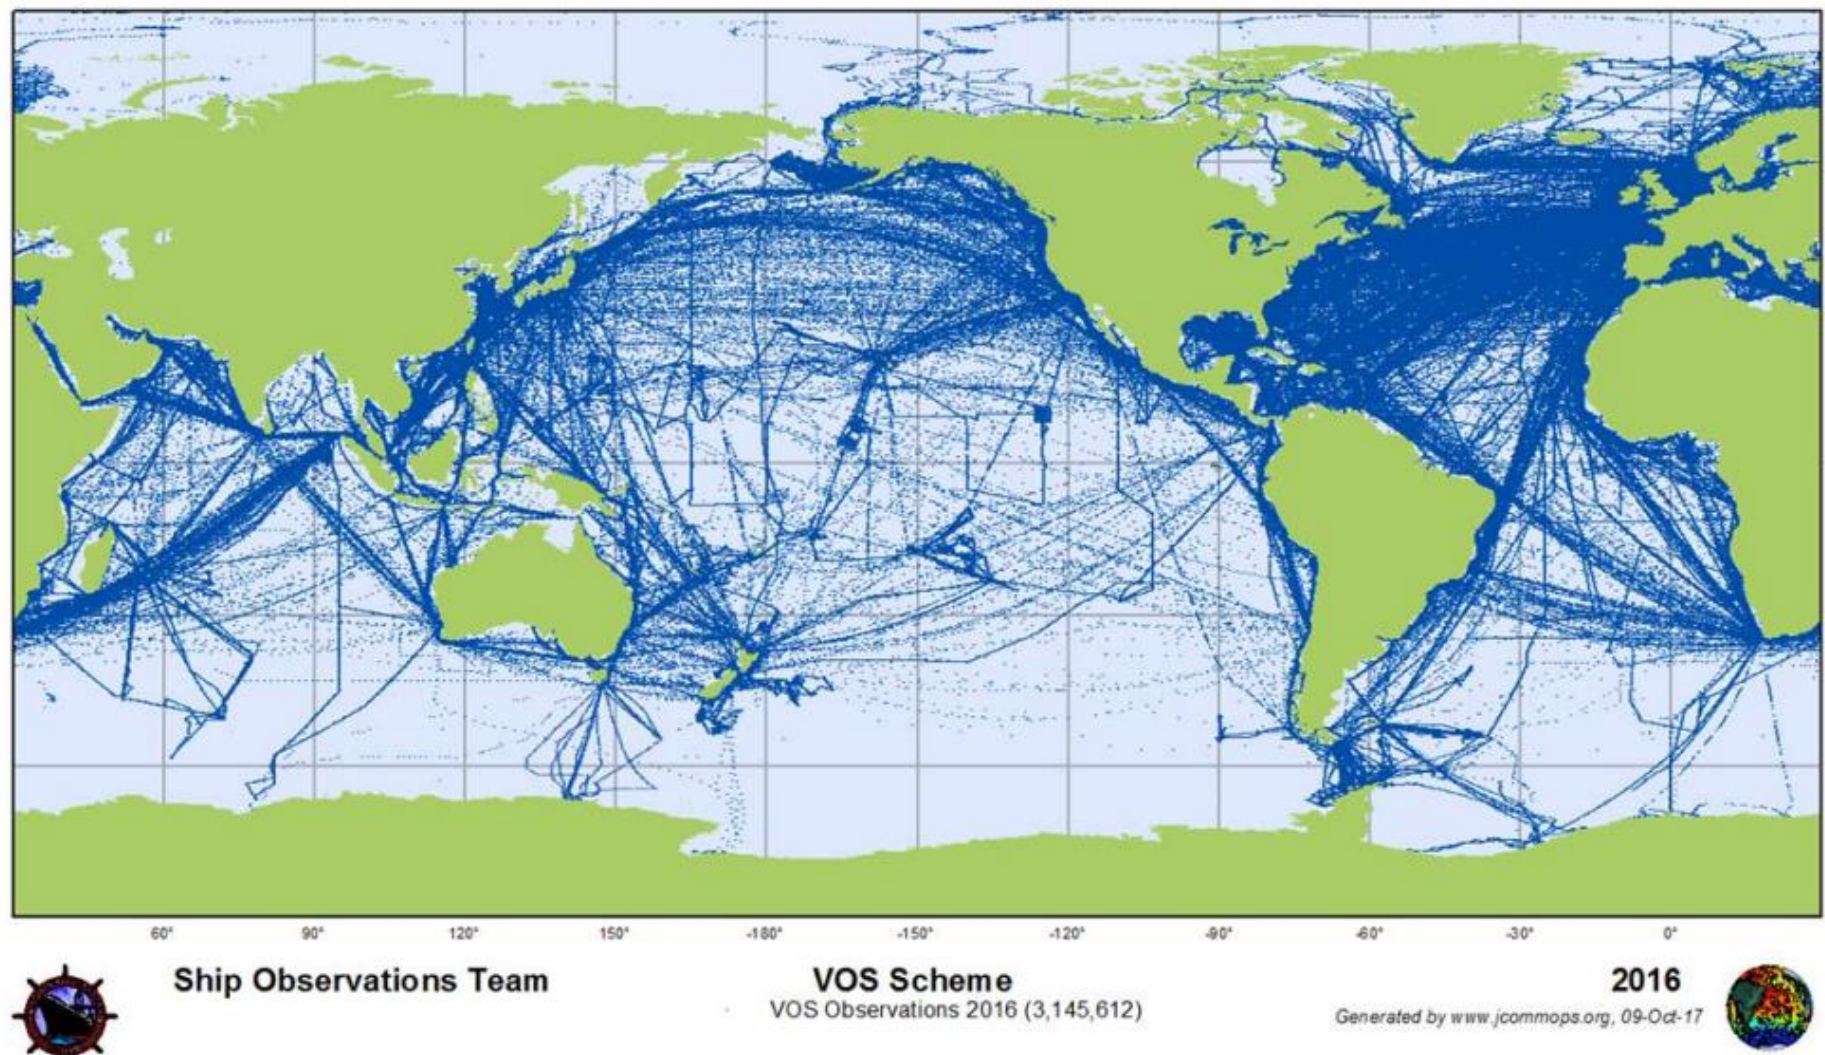 60° 90° 120° 150° -180° -150° -120° -90° -60° -30° 0°
Ship Observations Team
VOS Scheme
2016
VOS Observations 2016 (3,145,612)
Generated by www.jcommops.org, 09-Oct-17